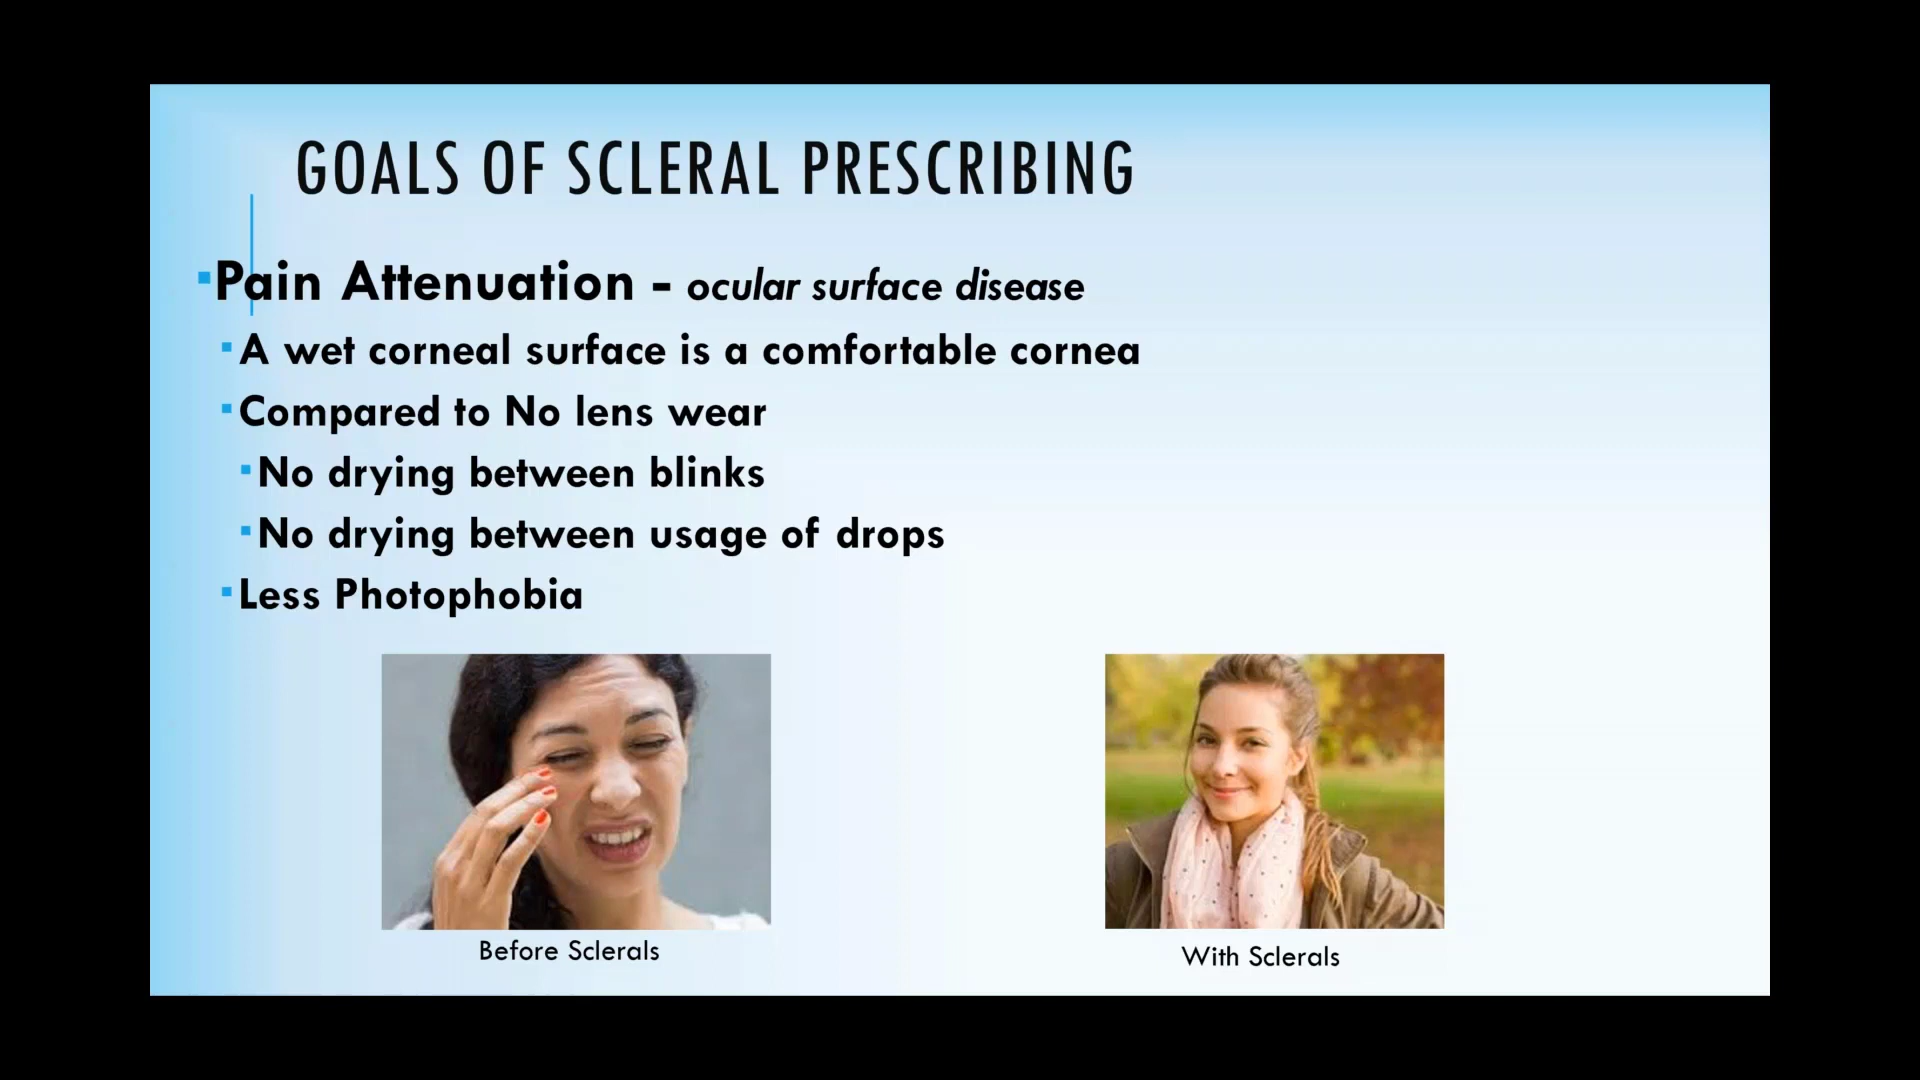 GOALS OF SCLERAL PRESCRIBING
▪Pain Attenuation - ocular surface disease
▪A wet corneal surface is a comfortable cornea
▪Compared to No lens wear
▪No drying between blinks
▪No drying between usage of drops
▪Less Photophobia
Before Sclerals
With Sclerals